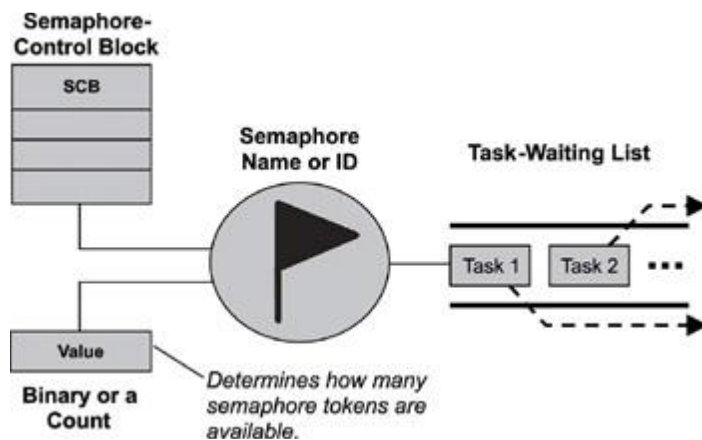 Semaphore-
Control Block
SCB
Semaphore
Name or ID
Task-Waiting List
Task 1
Task 2
Value
Binary or a
Count
Determines how many
semaphore tokens are
available.